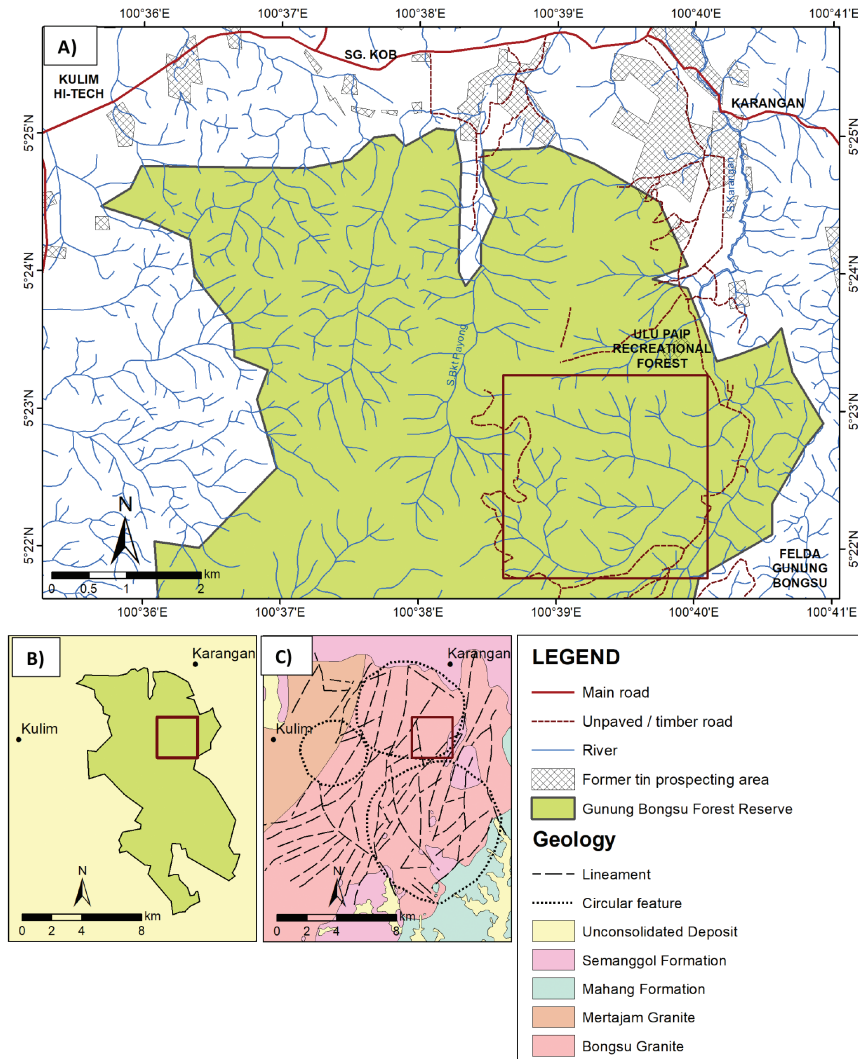 100°36'E 100°37'E 100°38'E 100°39'E 100°40'E 100°41'E
A)
SG. KOB
KULIM
HI-TECH
KARANGAN
5°25'N
5°25'N
S Karangan
5°24'N
5°24'N
S Bkt Payong
ULU PAIP
RECREATIONAL
FOREST
5°23'N
5°23'N
N
5°22'N
5°22'N
FELDA
GUNUNG
BONGSU
km
0 0.5 1 2
100°36'E 100°37'E 100°38'E 100°39'E 100°40'E 100°41'E
B)
Karangan
Kulim
N
km
0 2 4 8
C)
Karangan
Kulim
N
km
0 2 4 8
LEGEND
Main road
Unpaved / timber road
River
Former tin prospecting area
Gunung Bongsu Forest Reserve
Geology
Lineament
Circular feature
Unconsolidated Deposit
Semanggol Formation
Mahang Formation
Mertajam Granite
Bongsu Granite